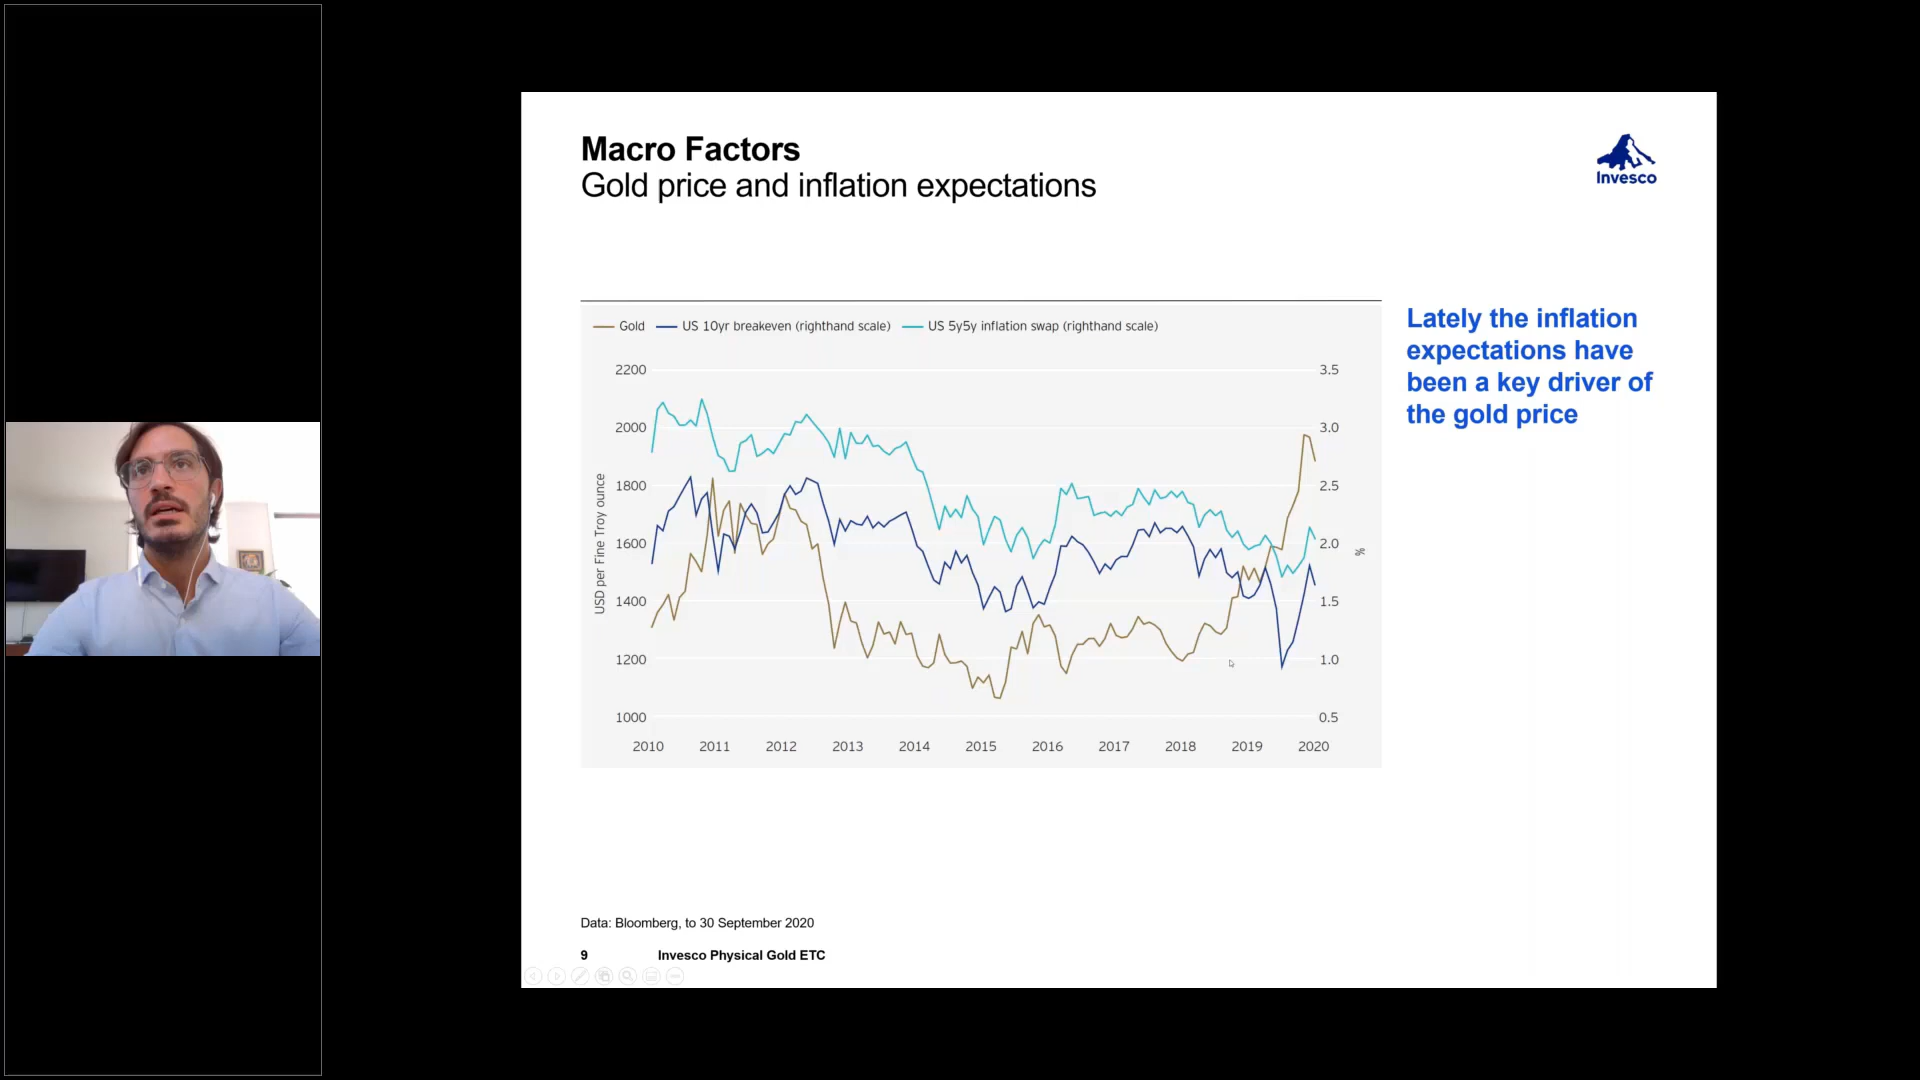 Macro Factors
Gold price and inflation expectations
Invesco
Gold US 10yr breakeven (righthand scale) US 5y5y inflation swap (righthand scale)
Lately the inflation
expectations have
been a key driver of
the gold price
2200
2000
1800
1600
1400
1200
1000
USD per Fine Troy ounce
3.5
3.0
2.5
2.0
1.5
1.0
0.5
%
2010 2011 2012 2013 2014 2015 2016 2017 2018 2019 2020
Data: Bloomberg, to 30 September 2020
9 Invesco Physical Gold ETC